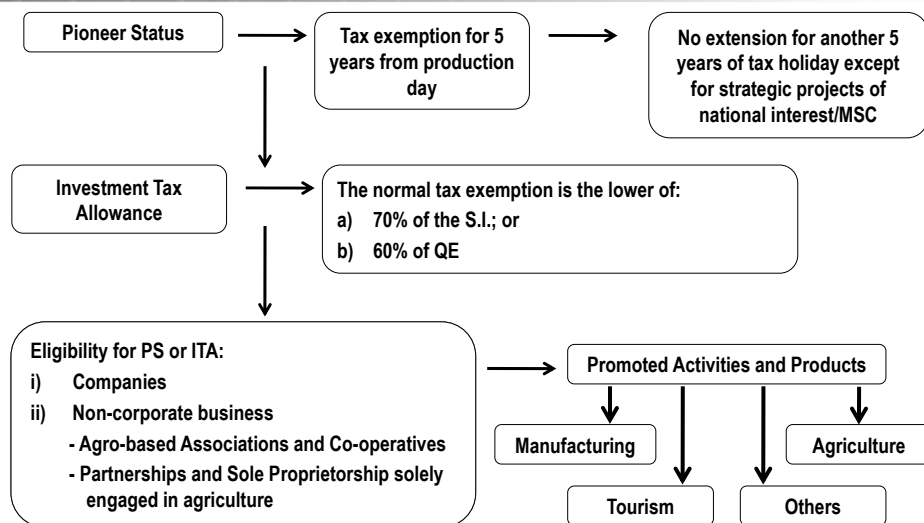 Pioneer Status
Tax exemption for 5
years from production
day
No extension for another 5
years of tax holiday except
for strategic projects of
national interest/MSC
Investment Tax
Allowance
The normal tax exemption is the lower of:
a) 70% of the S.I.; or
b) 60% of QE
Eligibility for PS or ITA:
i) Companies
ii) Non-corporate business
- Agro-based Associations and Co-operatives
- Partnerships and Sole Proprietorship solely
engaged in agriculture
Promoted Activities and Products
Manufacturing
Agriculture
Tourism
Others